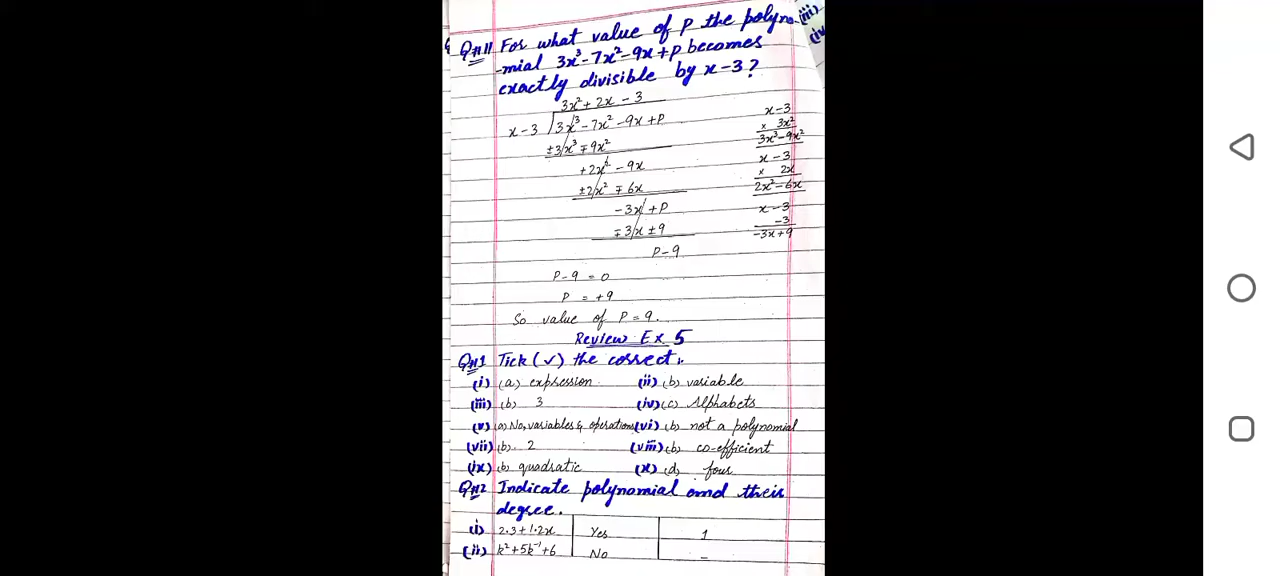 (iii)
(iv
Q#11 For what value of P the polyno
-mial 3x³-7x²-9x+P becomes
exactly divisible by x-3?
3x²+2x-3
x-3 3x³-7x²-9x+P
±3x³∓9x²
+2x²-9x
±2x²∓6x
-3x+P
∓3x±9
P-9
x-3
× 3x²
3x³-9x²
x-3
× 2x
2x²-6x
x-3
-3
-3x+9
P-9=0
P = +9
So value of P=9.
Review Ex 5
Q#1 Tick (✓) the correct.
(i) (a) expression (ii) (b) variable
(iii) (b) 3 (iv) (c) Alphabets
(v) (a) No, variables & operations (vi) (b) not a polynomial
(vii) (b) 2 (viii) (b) co-efficient
(ix) (b) quadratic (x) (d) four
Q#2 Indicate polynomial and their
degree.
(i) 2.3+1.2x Yes 1
(ii) k²+5k⁻¹+6 No –